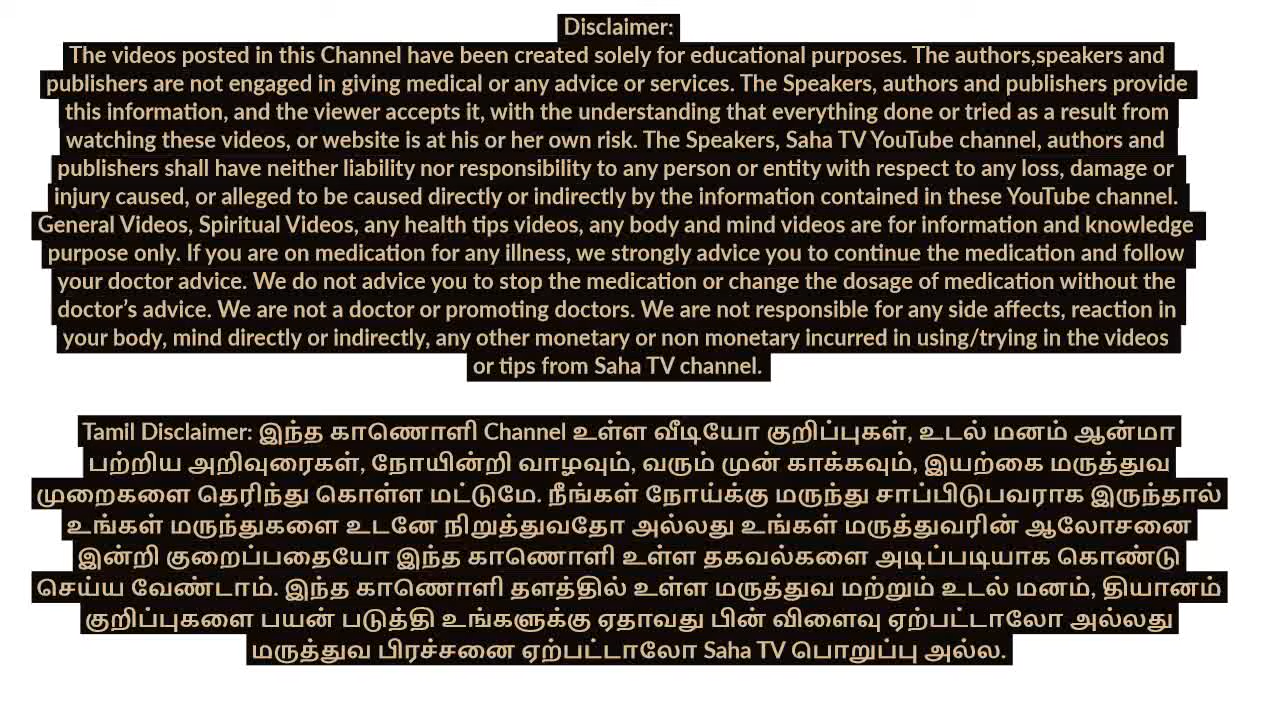 Disclaimer:
The videos posted in this Channel have been created solely for educational purposes. The authors,speakers and
publishers are not engaged in giving medical or any advice or services. The Speakers, authors and publishers provide
this information, and the viewer accepts it, with the understanding that everything done or tried as a result from
watching these videos, or website is at his or her own risk. The Speakers, Saha TV YouTube channel, authors and
publishers shall have neither liability nor responsibility to any person or entity with respect to any loss, damage or
injury caused, or alleged to be caused directly or indirectly by the information contained in these YouTube channel.
General Videos, Spiritual Videos, any health tips videos, any body and mind videos are for information and knowledge
purpose only. If you are on medication for any illness, we strongly advice you to continue the medication and follow
your doctor advice. We do not advice you to stop the medication or change the dosage of medication without the
doctor’s advice. We are not a doctor or promoting doctors. We are not responsible for any side affects, reaction in
your body, mind directly or indirectly, any other monetary or non monetary incurred in using/trying in the videos
or tips from Saha TV channel.
Tamil Disclaimer: இந்த காணொளி Channel உள்ள வீடியோ குறிப்புகள், உடல் மனம் ஆன்மா
பற்றிய அறிவுரைகள், நோயின்றி வாழவும், வரும் முன் காக்கவும், இயற்கை மருத்துவ
முறைகளை தெரிந்து கொள்ள மட்டுமே. நீங்கள் நோய்க்கு மருந்து சாப்பிடுபவராக இருந்தால்
உங்கள் மருந்துகளை உடனே நிறுத்துவதோ அல்லது உங்கள் மருத்துவரின் ஆலோசனை
இன்றி குறைப்பதையோ இந்த காணொளி உள்ள தகவல்களை அடிப்படியாக கொண்டு
செய்ய வேண்டாம். இந்த காணொளி தளத்தில் உள்ள மருத்துவ மற்றும் உடல் மனம், தியானம்
குறிப்புகளை பயன் படுத்தி உங்களுக்கு ஏதாவது பின் விளைவு ஏற்பட்டாலோ அல்லது
மருத்துவ பிரச்சனை ஏற்பட்டாலோ Saha TV பொறுப்பு அல்ல.